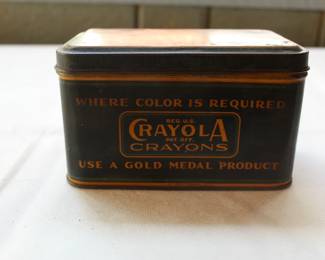 WHERE COLOR IS REQUIRED
REG U.S.
CRAYOLA
PAT. OFF.
CRAYONS
USE A GOLD MEDAL PRODUCT